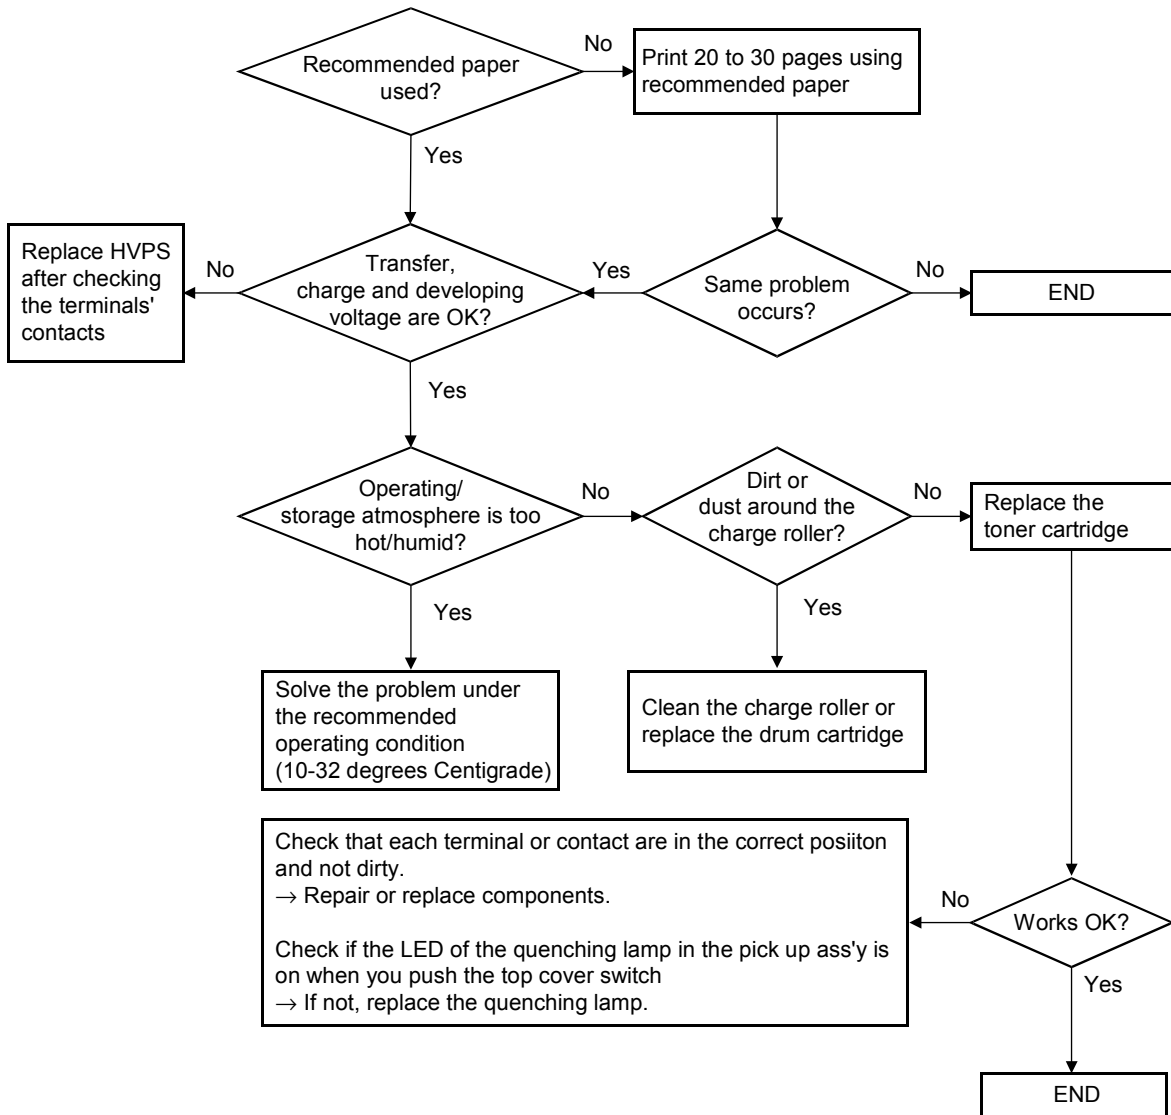 Recommended paper
used?
No
Print 20 to 30 pages using
recommended paper
Yes
Replace HVPS
after checking
the terminals'
contacts
No
Transfer,
charge and developing
voltage are OK?
Yes
Same problem
occurs?
No
END
Yes
Operating/
storage atmosphere is too
hot/humid?
No
Dirt or
dust around the
charge roller?
No
Replace the
toner cartridge
Yes
Yes
Solve the problem under
the recommended
operating condition
(10-32 degrees Centigrade)
Clean the charge roller or
replace the drum cartridge
Check that each terminal or contact are in the correct posiiton
and not dirty.
→ Repair or replace components.
Check if the LED of the quenching lamp in the pick up ass'y is
on when you push the top cover switch
→ If not, replace the quenching lamp.
No
Works OK?
Yes
END